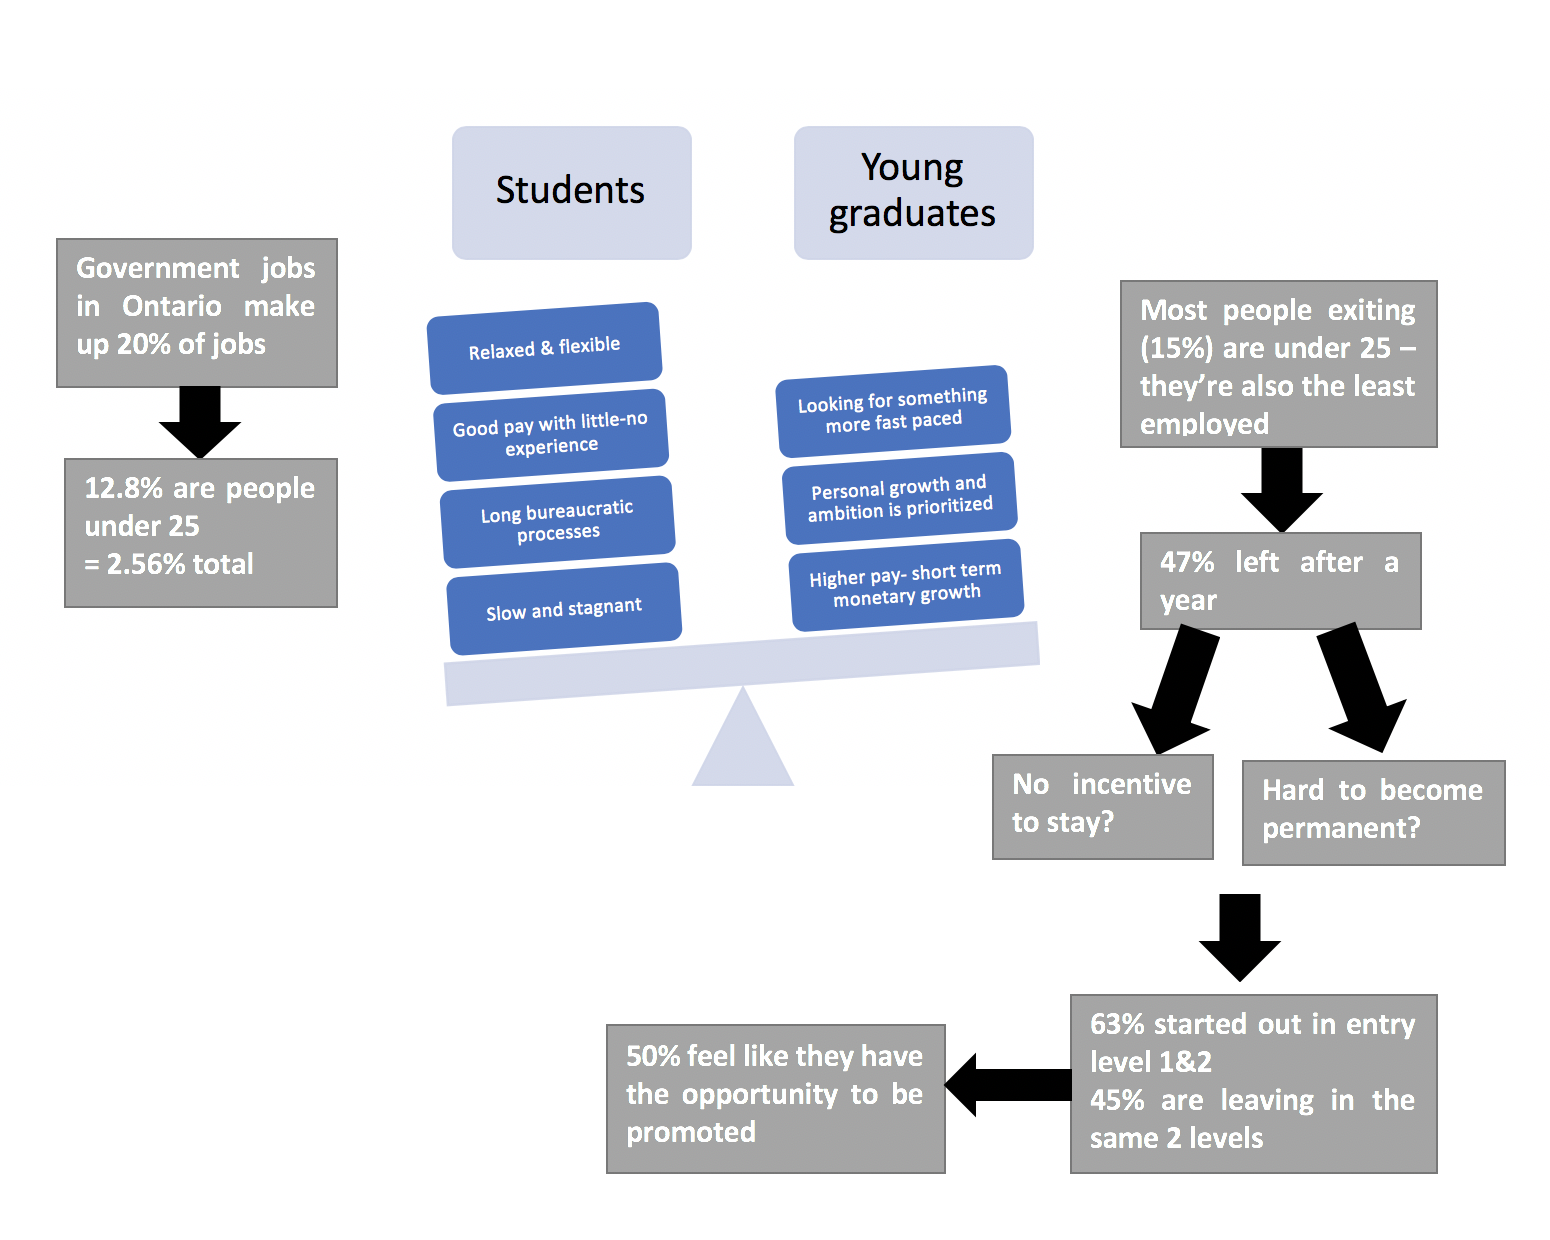 Students
Young
graduates
Government jobs
in Ontario make
up 20% of jobs
12.8% are people
under 25
= 2.56% total
Relaxed & flexible
Good pay with little-no
experience
Long bureaucratic
processes
Slow and stagnant
Looking for something
more fast paced
Personal growth and
ambition is prioritized
Higher pay- short term
monetary growth
Most people exiting
(15%) are under 25 –
they’re also the least
employed
47% left after a
year
No incentive
to stay?
Hard to become
permanent?
63% started out in entry
level 1&2
45% are leaving in the
same 2 levels
50% feel like they have
the opportunity to be
promoted